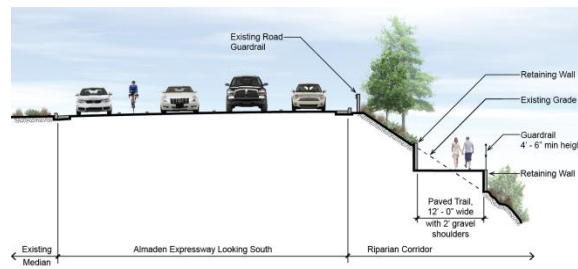 Existing Road
Guardrail
Retaining Wall
Existing Grade
Guardrail
4' - 6" min heig
Retaining Wall
Paved Trail,
12' - 0" wide
with 2' gravel
shoulders
Existing
Median
Almaden Expressway Looking South
Riparian Corridor